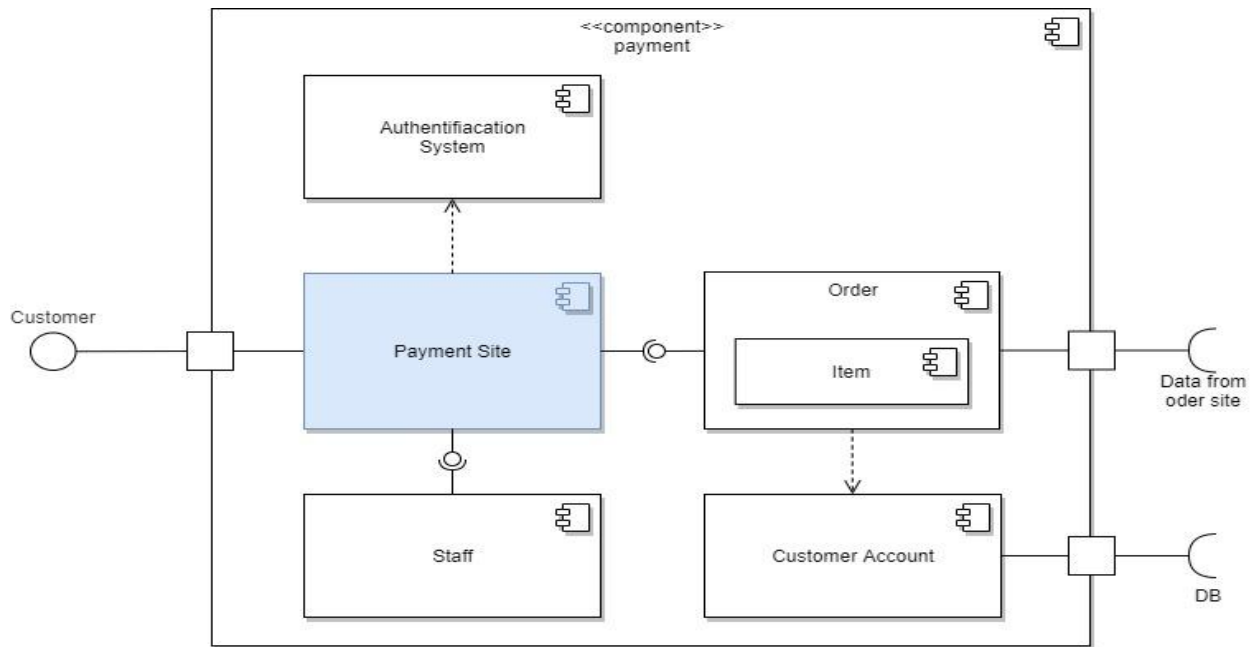 <<component>>
payment
Authentifiacation
System
Customer
Payment Site
Order
Item
Data from
oder site
Staff
Customer Account
DB